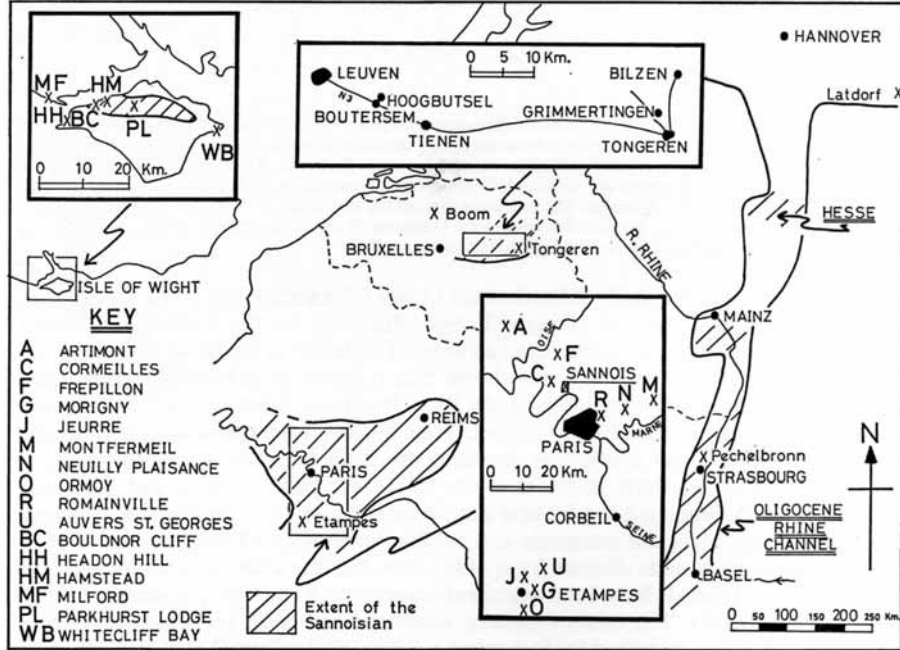 MF
HM
HH
BC
PL
WB
0 10 20 Km.
ISLE OF WIGHT
0 5 10 Km.
LEUVEN
N3
HOOGBUTSEL
BOUTERSEM
TIENEN
BILZEN
GRIMMERTINGEN
TONGEREN
HANNOVER
Latdorf
HESSE
Boom
BRUXELLES
Tongeren
R. RHINE
MAINZ
Pechelbronn
STRASBOURG
OLIGOCENE
RHINE
CHANNEL
BASEL
N
0 50 100 150 200 250 Km.
RÉIMS
PARIS
Etampes
A
OISE
F
C
SANNOIS
R
N
M
MARNE
PARIS
0 10 20 Km.
CORBEIL
SEINE
J
U
G
ETAMPES
O
KEY
A ARTIMONT
C CORMEILLES
F FREPILLON
G MORIGNY
J JEURRE
M MONTFERMEIL
N NEUILLY PLAISANCE
O ORMOY
R ROMAINVILLE
U AUVERS ST. GEORGES
BC BOULDNOR CLIFF
HH HEADON HILL
HM HAMSTEAD
MF MILFORD
PL PARKHURST LODGE
WB WHITECLIFF BAY
Extent of the
Sannoisian